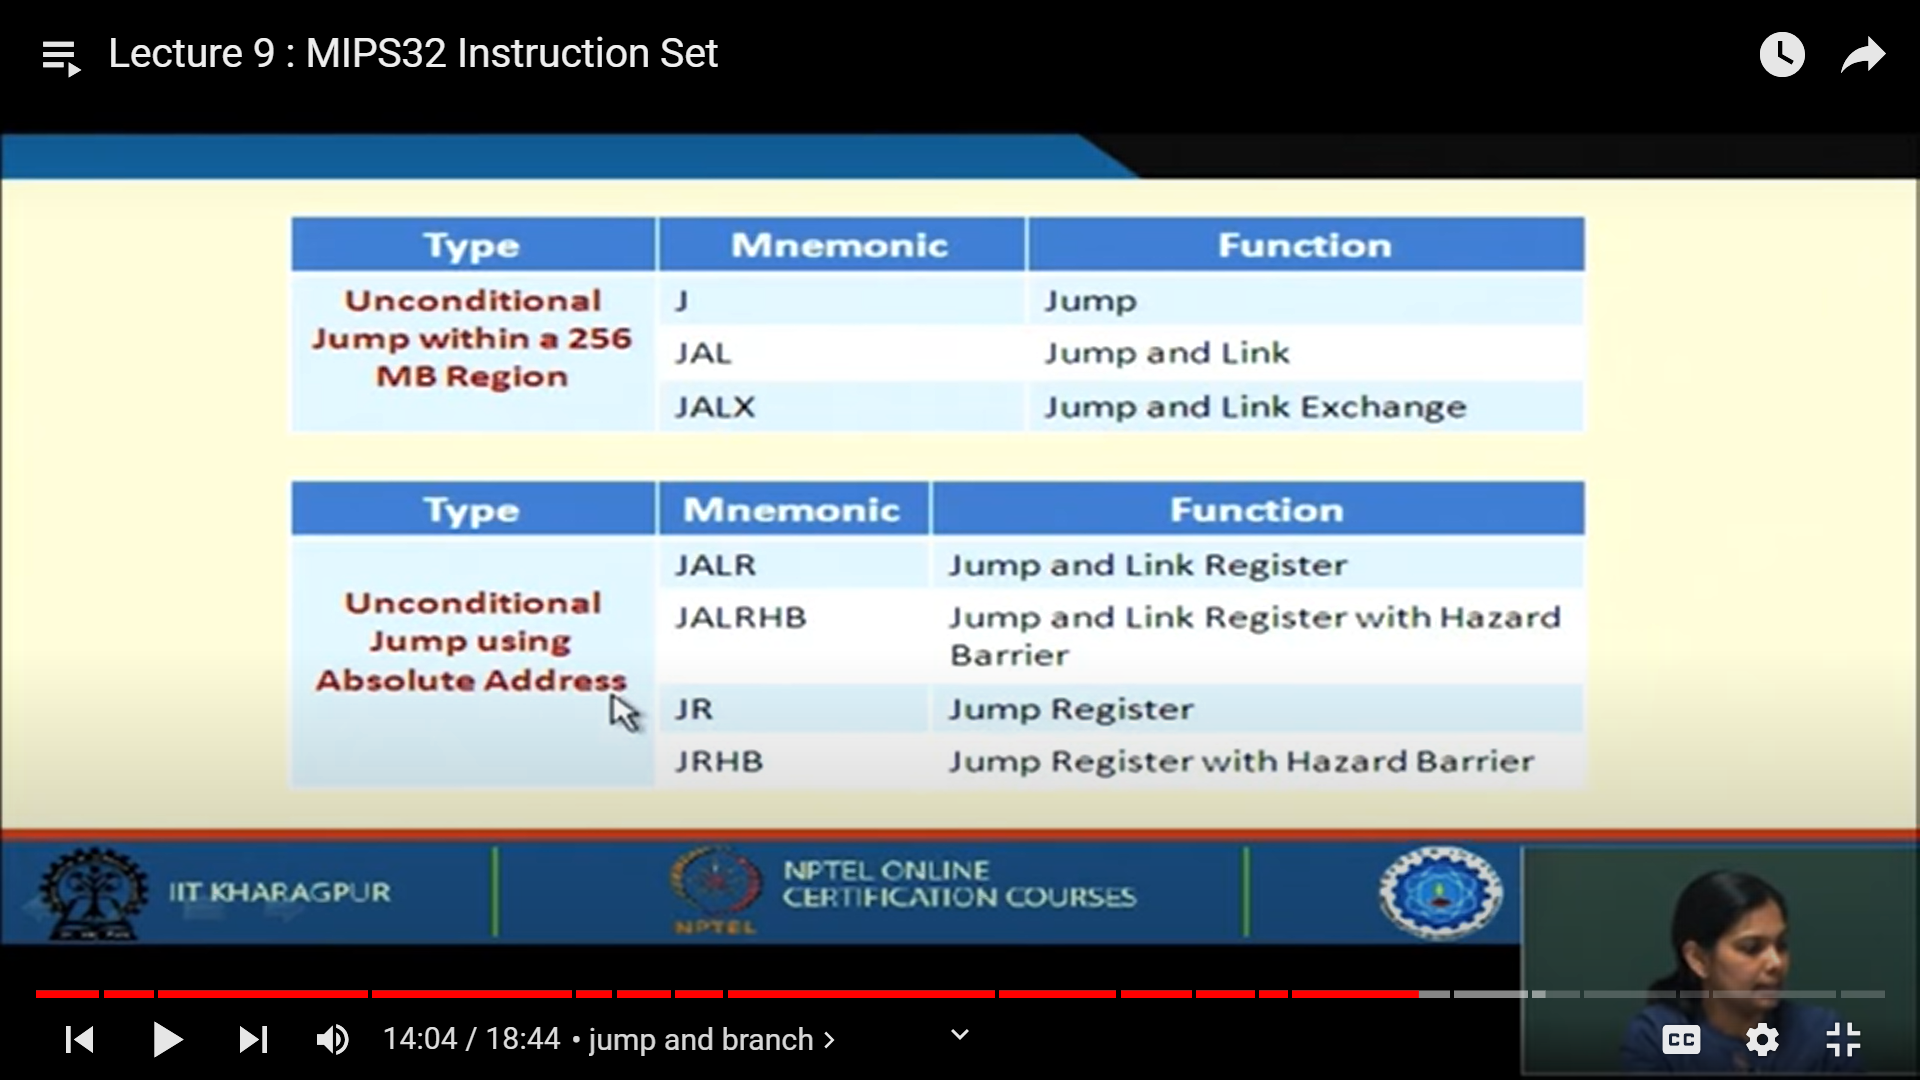 Lecture 9 : MIPS32 Instruction Set
Type Mnemonic Function
Unconditional
Jump within a 256
MB Region
J Jump
JAL Jump and Link
JALX Jump and Link Exchange
Type Mnemonic Function
Unconditional
Jump using
Absolute Address
JALR Jump and Link Register
JALRHB Jump and Link Register with Hazard
Barrier
JR Jump Register
JRHB Jump Register with Hazard Barrier
IIT KHARAGPUR
NPTEL
NPTEL ONLINE
CERTIFICATION COURSES
14:04 / 18:44 • jump and branch ›
CC